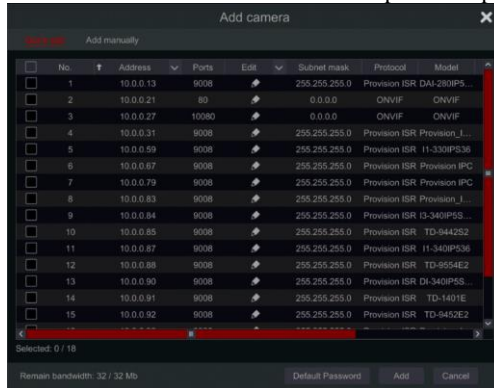 Add camera
Add manually
No. Address Ports Edit Subnet mask Protocol Model
1 10.0.0.13 9008 255.255.255.0 Provision ISR DAI-280IP5...
2 10.0.0.21 80 0.0.0.0 ONVIF ONVIF
3 10.0.0.27 10080 0.0.0.0 ONVIF ONVIF
4 10.0.0.31 9008 255.255.255.0 Provision ISR Provision_I...
5 10.0.0.59 9008 255.255.255.0 Provision ISR I1-330IPS36
6 10.0.0.67 9008 255.255.255.0 Provision ISR Provision IPC
7 10.0.0.79 9008 255.255.255.0 Provision ISR Provision IPC
8 10.0.0.83 9008 255.255.255.0 Provision ISR Provision_I...
9 10.0.0.84 9008 255.255.255.0 Provision ISR I3-340IPS...
10 10.0.0.85 9008 255.255.255.0 Provision ISR TD-9442S2
11 10.0.0.87 9008 255.255.255.0 Provision ISR I1-340IP536
12 10.0.0.88 9008 255.255.255.0 Provision ISR TD-9554E2
13 10.0.0.90 9008 255.255.255.0 Provision ISR DI-340IPS...
14 10.0.0.91 9008 255.255.255.0 Provision ISR TD-1401E
15 10.0.0.92 9008 255.255.255.0 Provision ISR TD-9452E2
Selected: 0 / 18
Remain bandwidth: 32 / 32 Mb Default Password Add Cancel